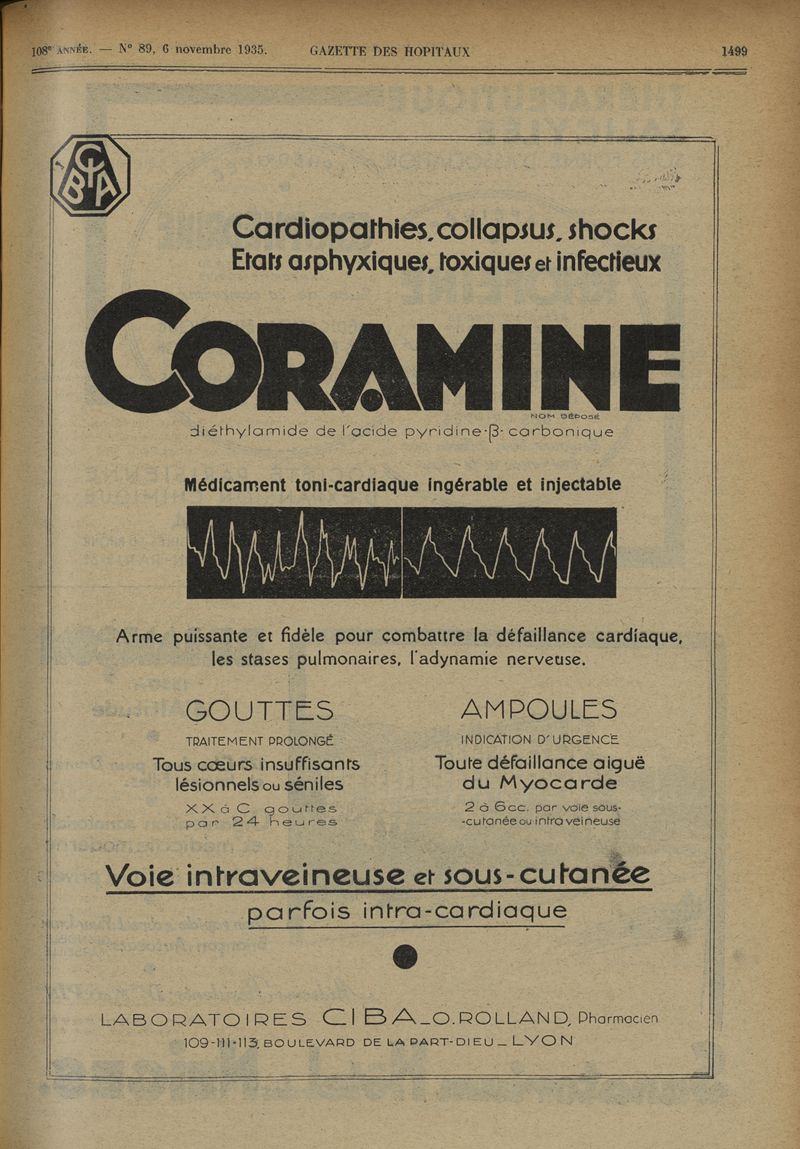 108e ANNÉE. — N° 89, 6 novembre 1935. GAZETTE DES HOPITAUX 1499
CIBA
Cardiopathies, collapsus, shocks
Etats asphyxiques, toxiques et infectieux
CORAMINE
NOM DÉPOSÉ
diéthylamide de l'acide pyridine-β-carbonique
Médicament toni-cardiaque ingérable et injectable
Arme puissante et fidèle pour combattre la défaillance cardiaque,
les stases pulmonaires, l'adynamie nerveuse.
GOUTTES
TRAITEMENT PROLONGÉ
Tous cœurs insuffisants
lésionnels ou séniles
XX à C gouttes
par 24 heures
AMPOULES
INDICATION D'URGENCE
Toute défaillance aiguë
du Myocarde
2 à 6cc. par voie sous-
-cutanée ou intraveineuse
Voie intraveineuse et sous-cutanée
parfois intra-cardiaque
LABORATOIRES CIBA_O. ROLLAND, Pharmacien
109-111-113, BOULEVARD DE LA PART-DIEU _ LYON